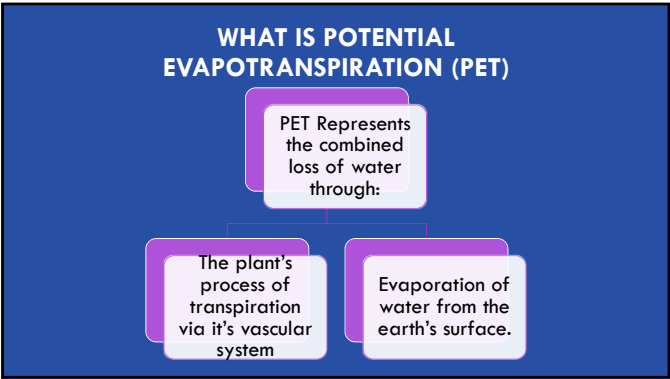 WHAT IS POTENTIAL
EVAPOTRANSPIRATION (PET)
PET Represents
the combined
loss of water
through:
The plant's
process of
transpiration
via it's vascular
system
Evaporation of
water from the
earth's surface.